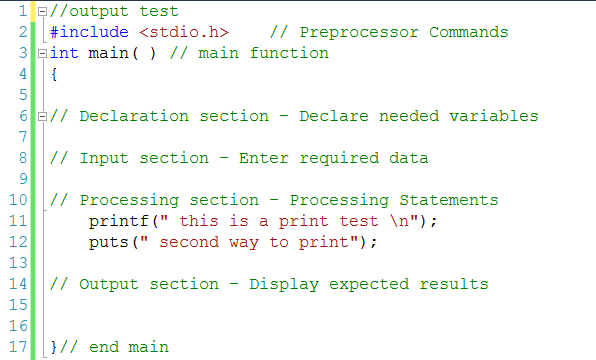 1 //output test
2 #include <stdio.h>    // Preprocessor Commands
3 int main( ) // main function
4 {
5
6 // Declaration section – Declare needed variables
7
8 // Input section – Enter required data
9
10 // Processing section – Processing Statements
11     printf(" this is a print test \n");
12     puts(" second way to print");
13
14 // Output section – Display expected results
15
16
17 }// end main